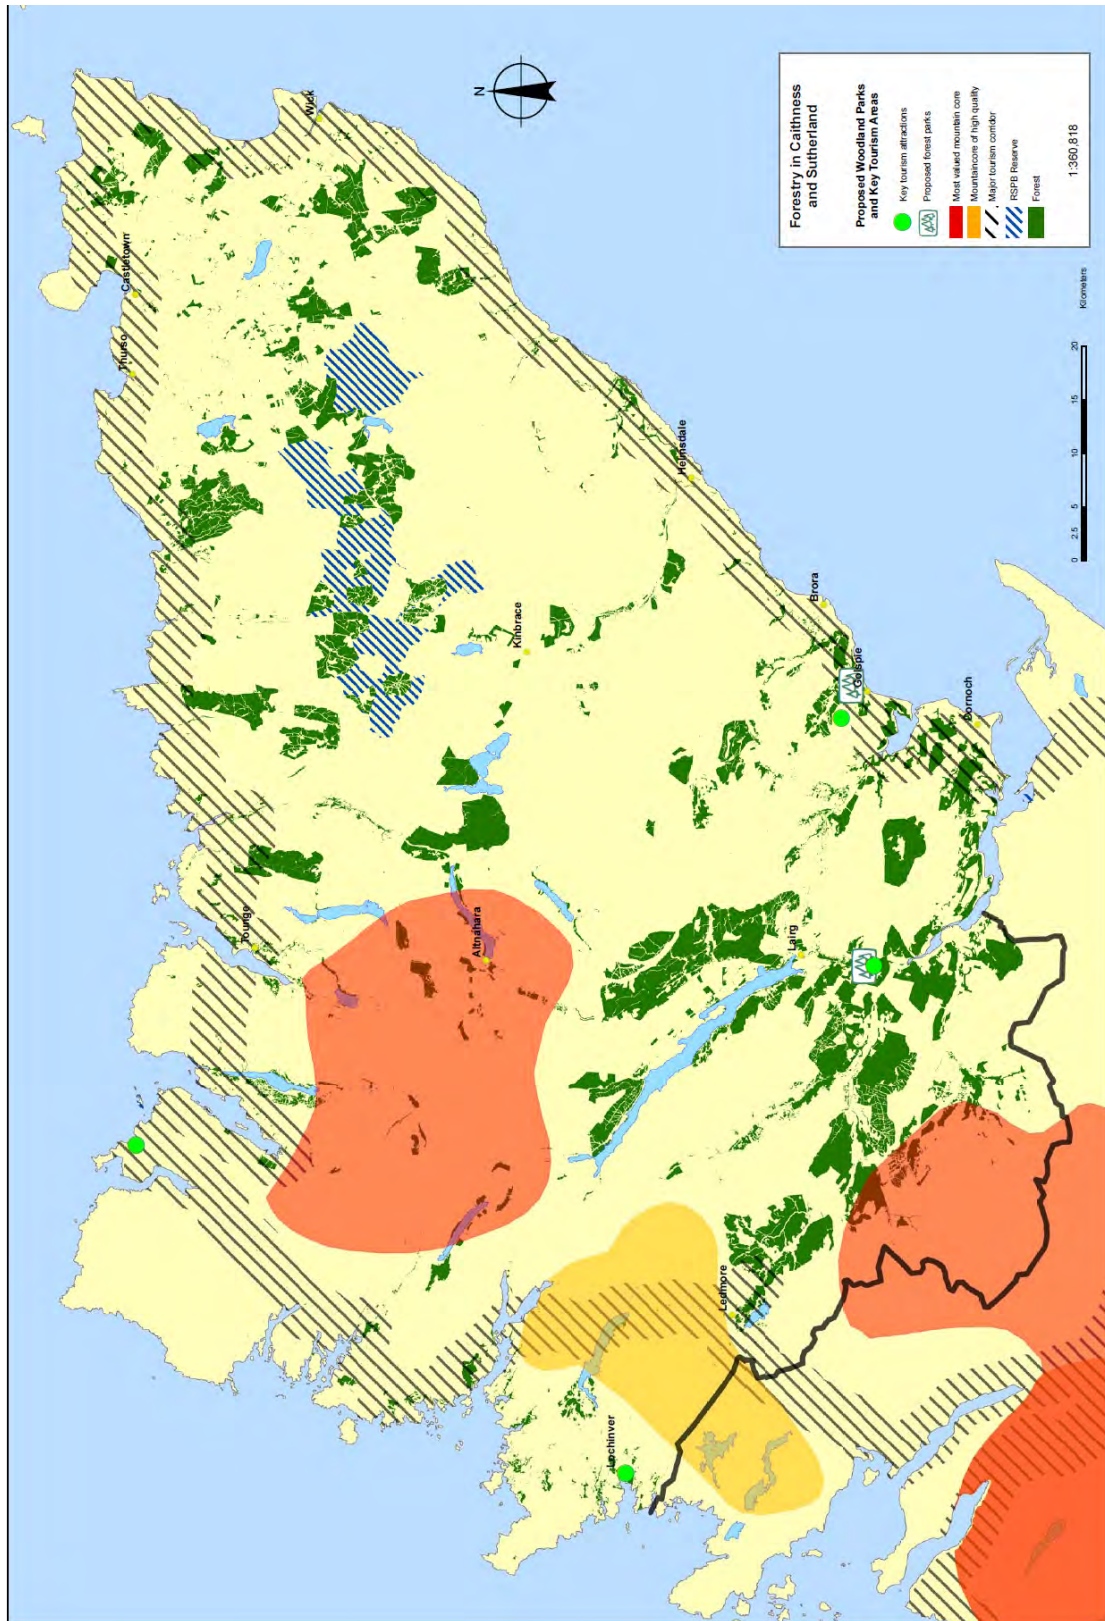 Forestry in Caithness
and Sutherland
Proposed Woodland Parks
and Key Tourism Areas
Key tourism attractions
Proposed forest parks
Most valued mountain core
Mountaincore of high quality
Major tourism corridor
RSPB Reserve
Forest
1:360,818
N
Wick
Castletown
Thurso
Helmsdale
Kinbrace
Brora
Golspie
Dornoch
Tounge
Altnahara
Lairg
Ledmore
Lochinver
0 2.5 5 10 15 20
Kilometers